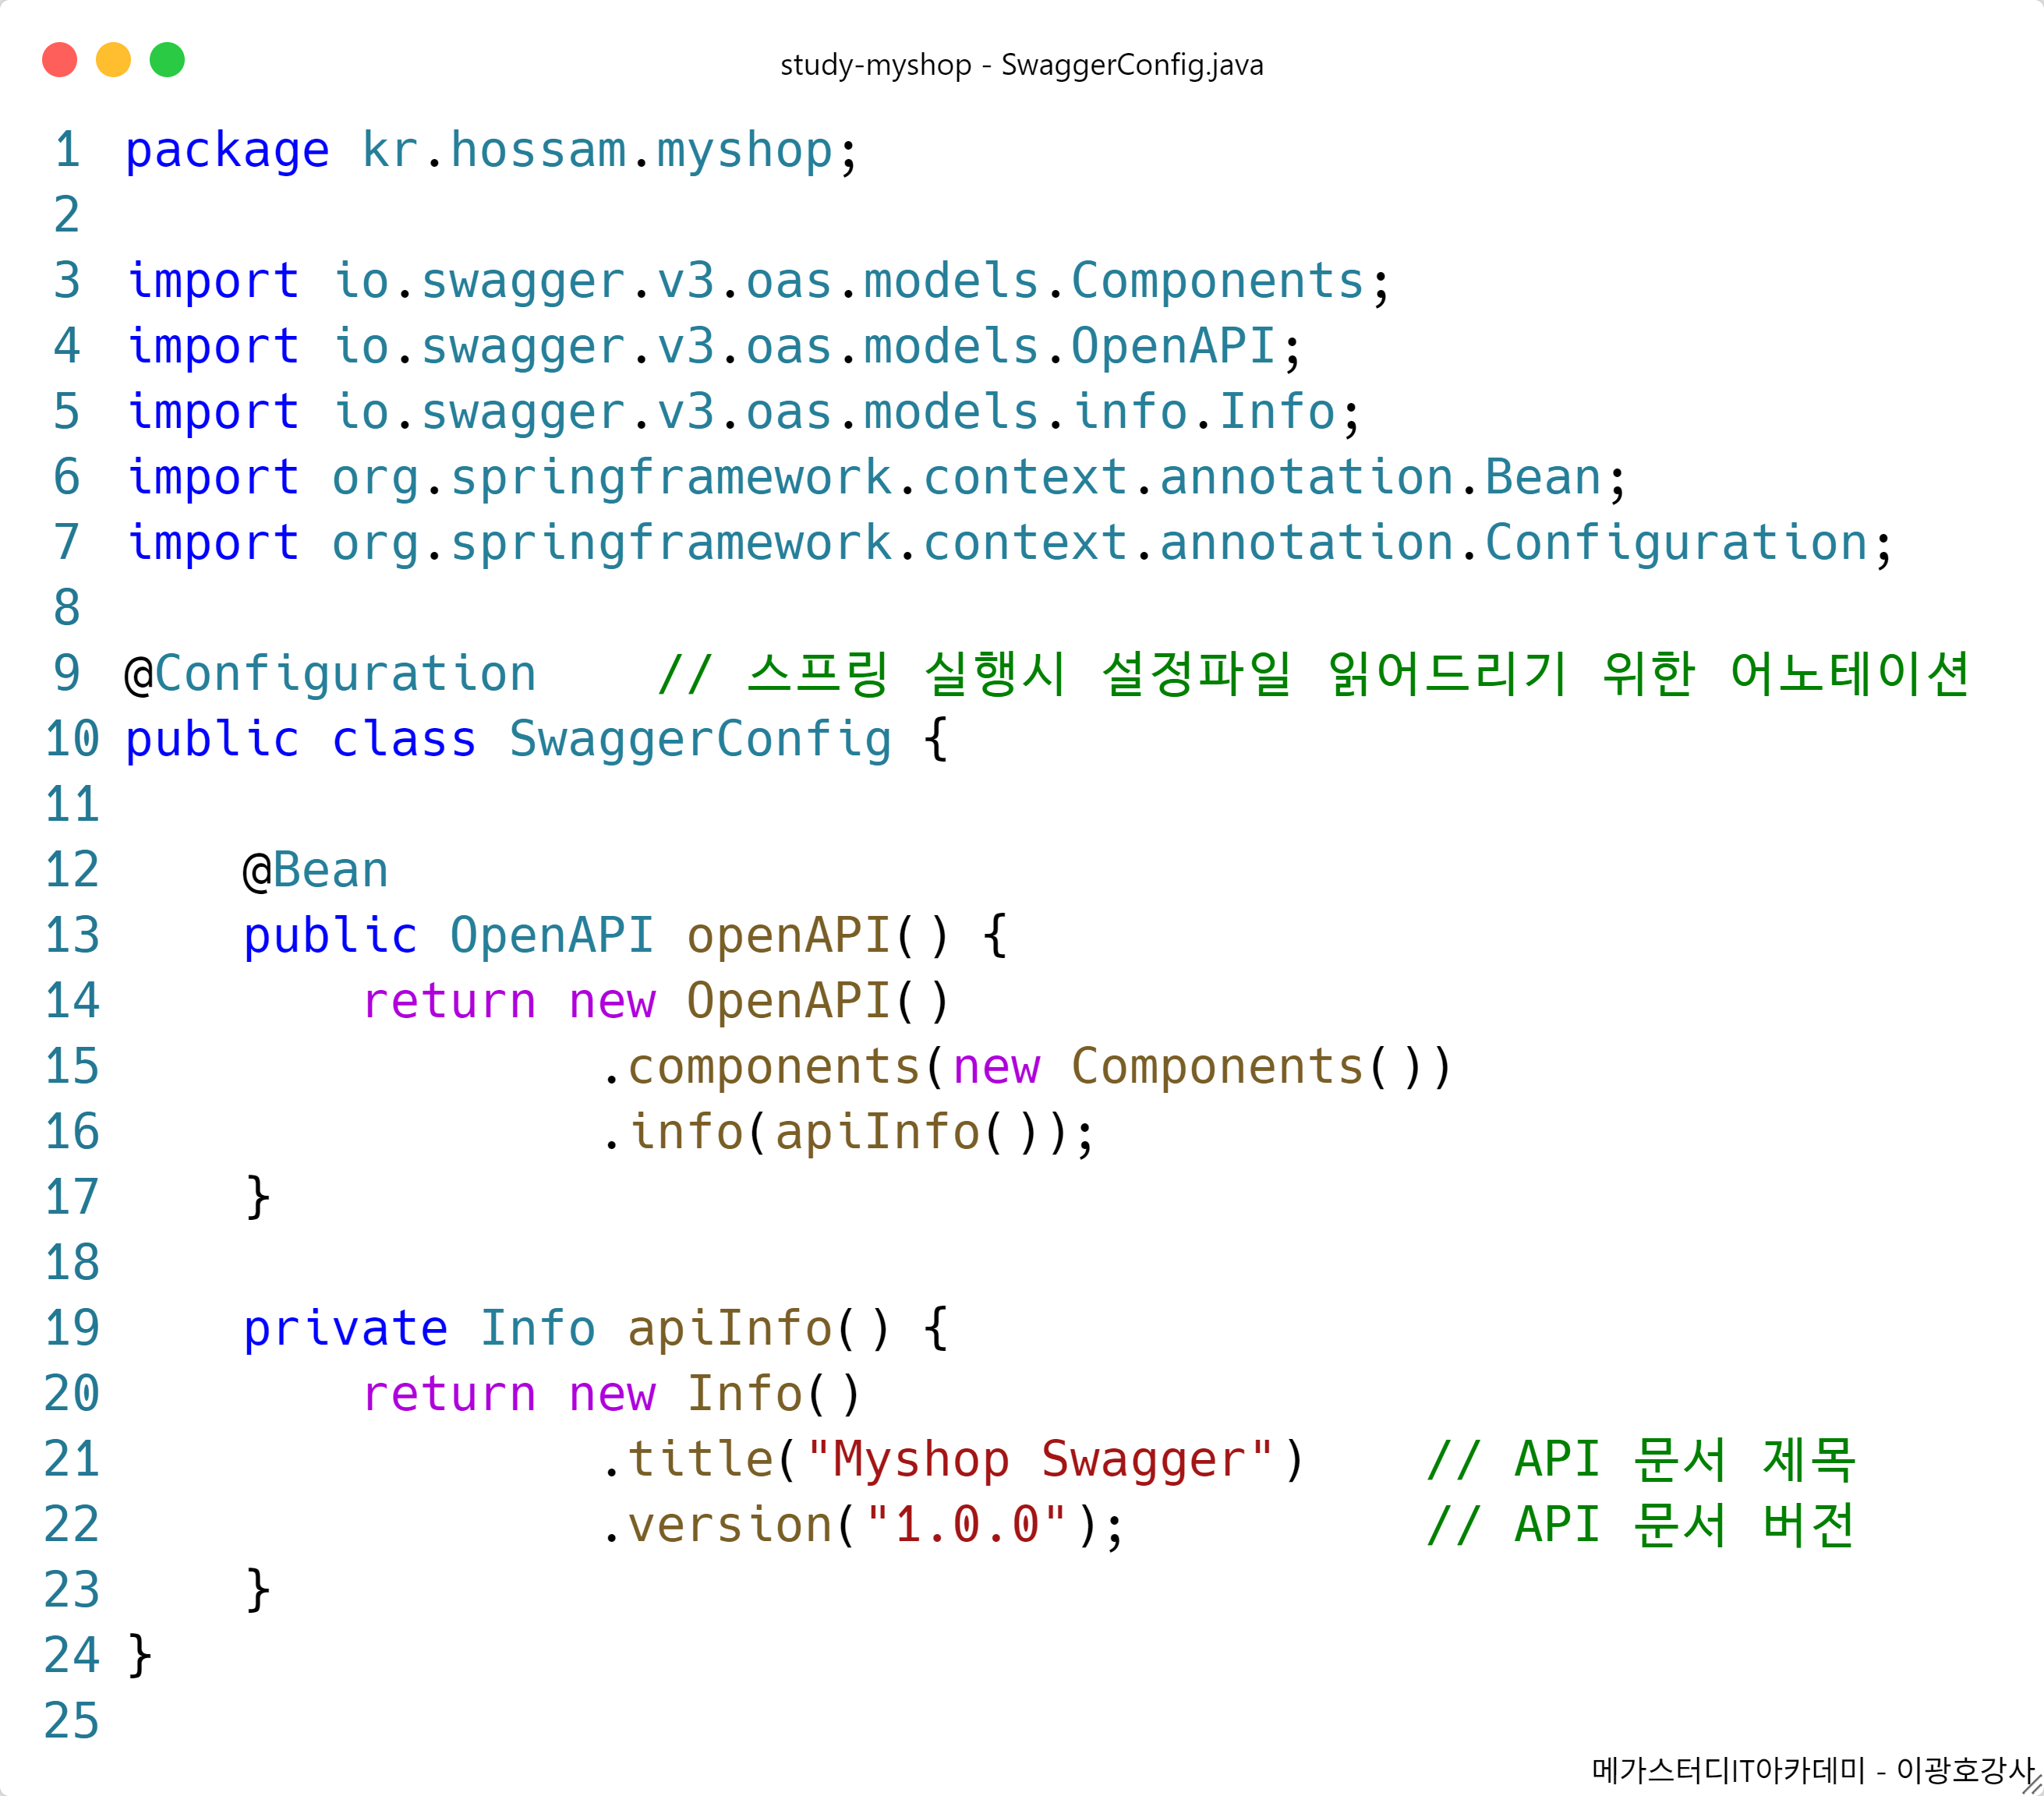 study-myshop - SwaggerConfig.java
1 package kr.hossam.myshop;
2
3 import io.swagger.v3.oas.models.Components;
4 import io.swagger.v3.oas.models.OpenAPI;
5 import io.swagger.v3.oas.models.info.Info;
6 import org.springframework.context.annotation.Bean;
7 import org.springframework.context.annotation.Configuration;
8
9 @Configuration    // 스프링 실행시 설정파일 읽어드리기 위한 어노테이션
10 public class SwaggerConfig {
11
12     @Bean
13     public OpenAPI openAPI() {
14         return new OpenAPI()
15                 .components(new Components())
16                 .info(apiInfo());
17     }
18
19     private Info apiInfo() {
20         return new Info()
21                 .title("Myshop Swagger")    // API 문서 제목
22                 .version("1.0.0");          // API 문서 버전
23     }
24 }
25
메가스터디IT아카데미 - 이광호강사